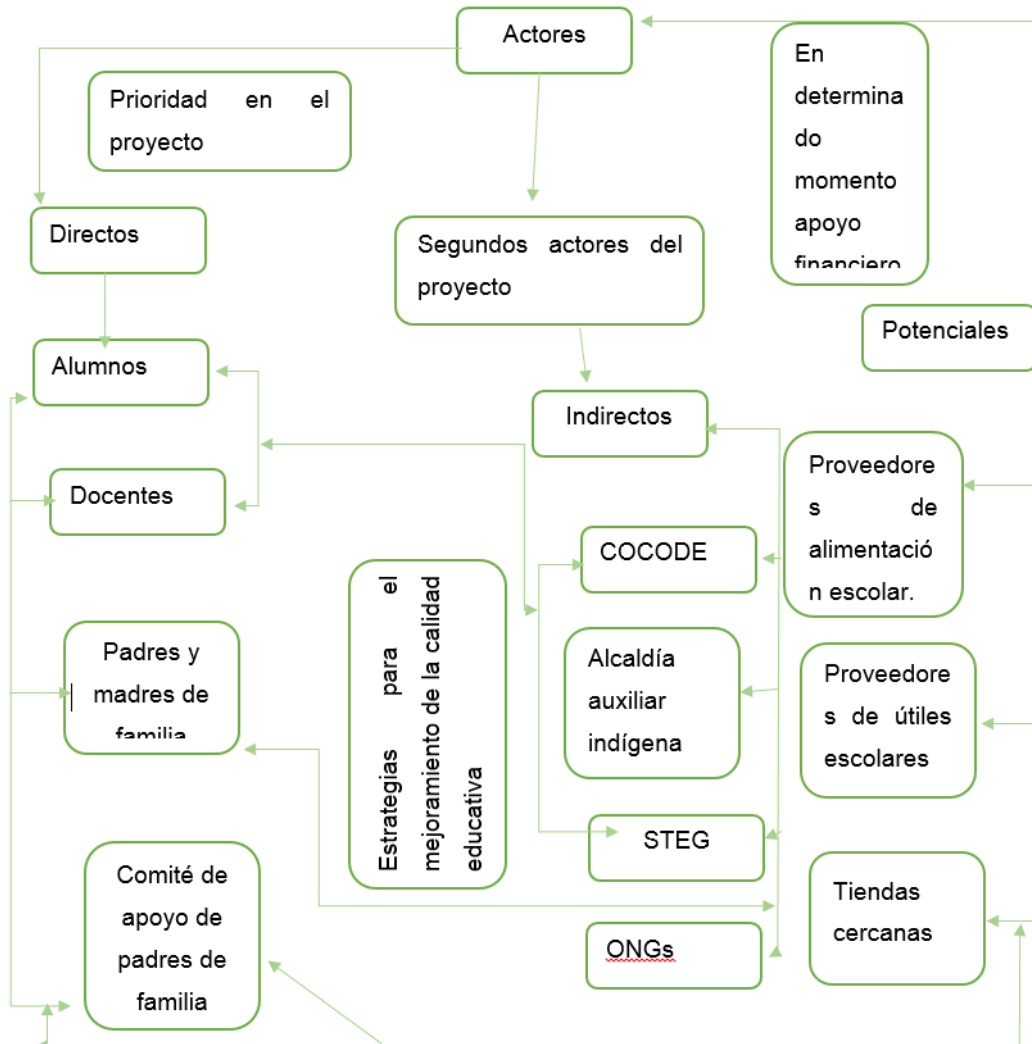 Actores
Prioridad en el
proyecto
En
determina
do
momento
apoyo
financiero
Directos
Segundos actores del
proyecto
Potenciales
Alumnos
Indirectos
Docentes
Proveedore
s de
alimentació
n escolar.
COCODE
Estrategias para el
mejoramiento de la calidad
educativa
Padres y
madres de
familia
Alcaldía
auxiliar
indígena
Proveedore
s de útiles
escolares
STEG
Comité de
apoyo de
padres de
familia
Tiendas
cercanas
ONGs